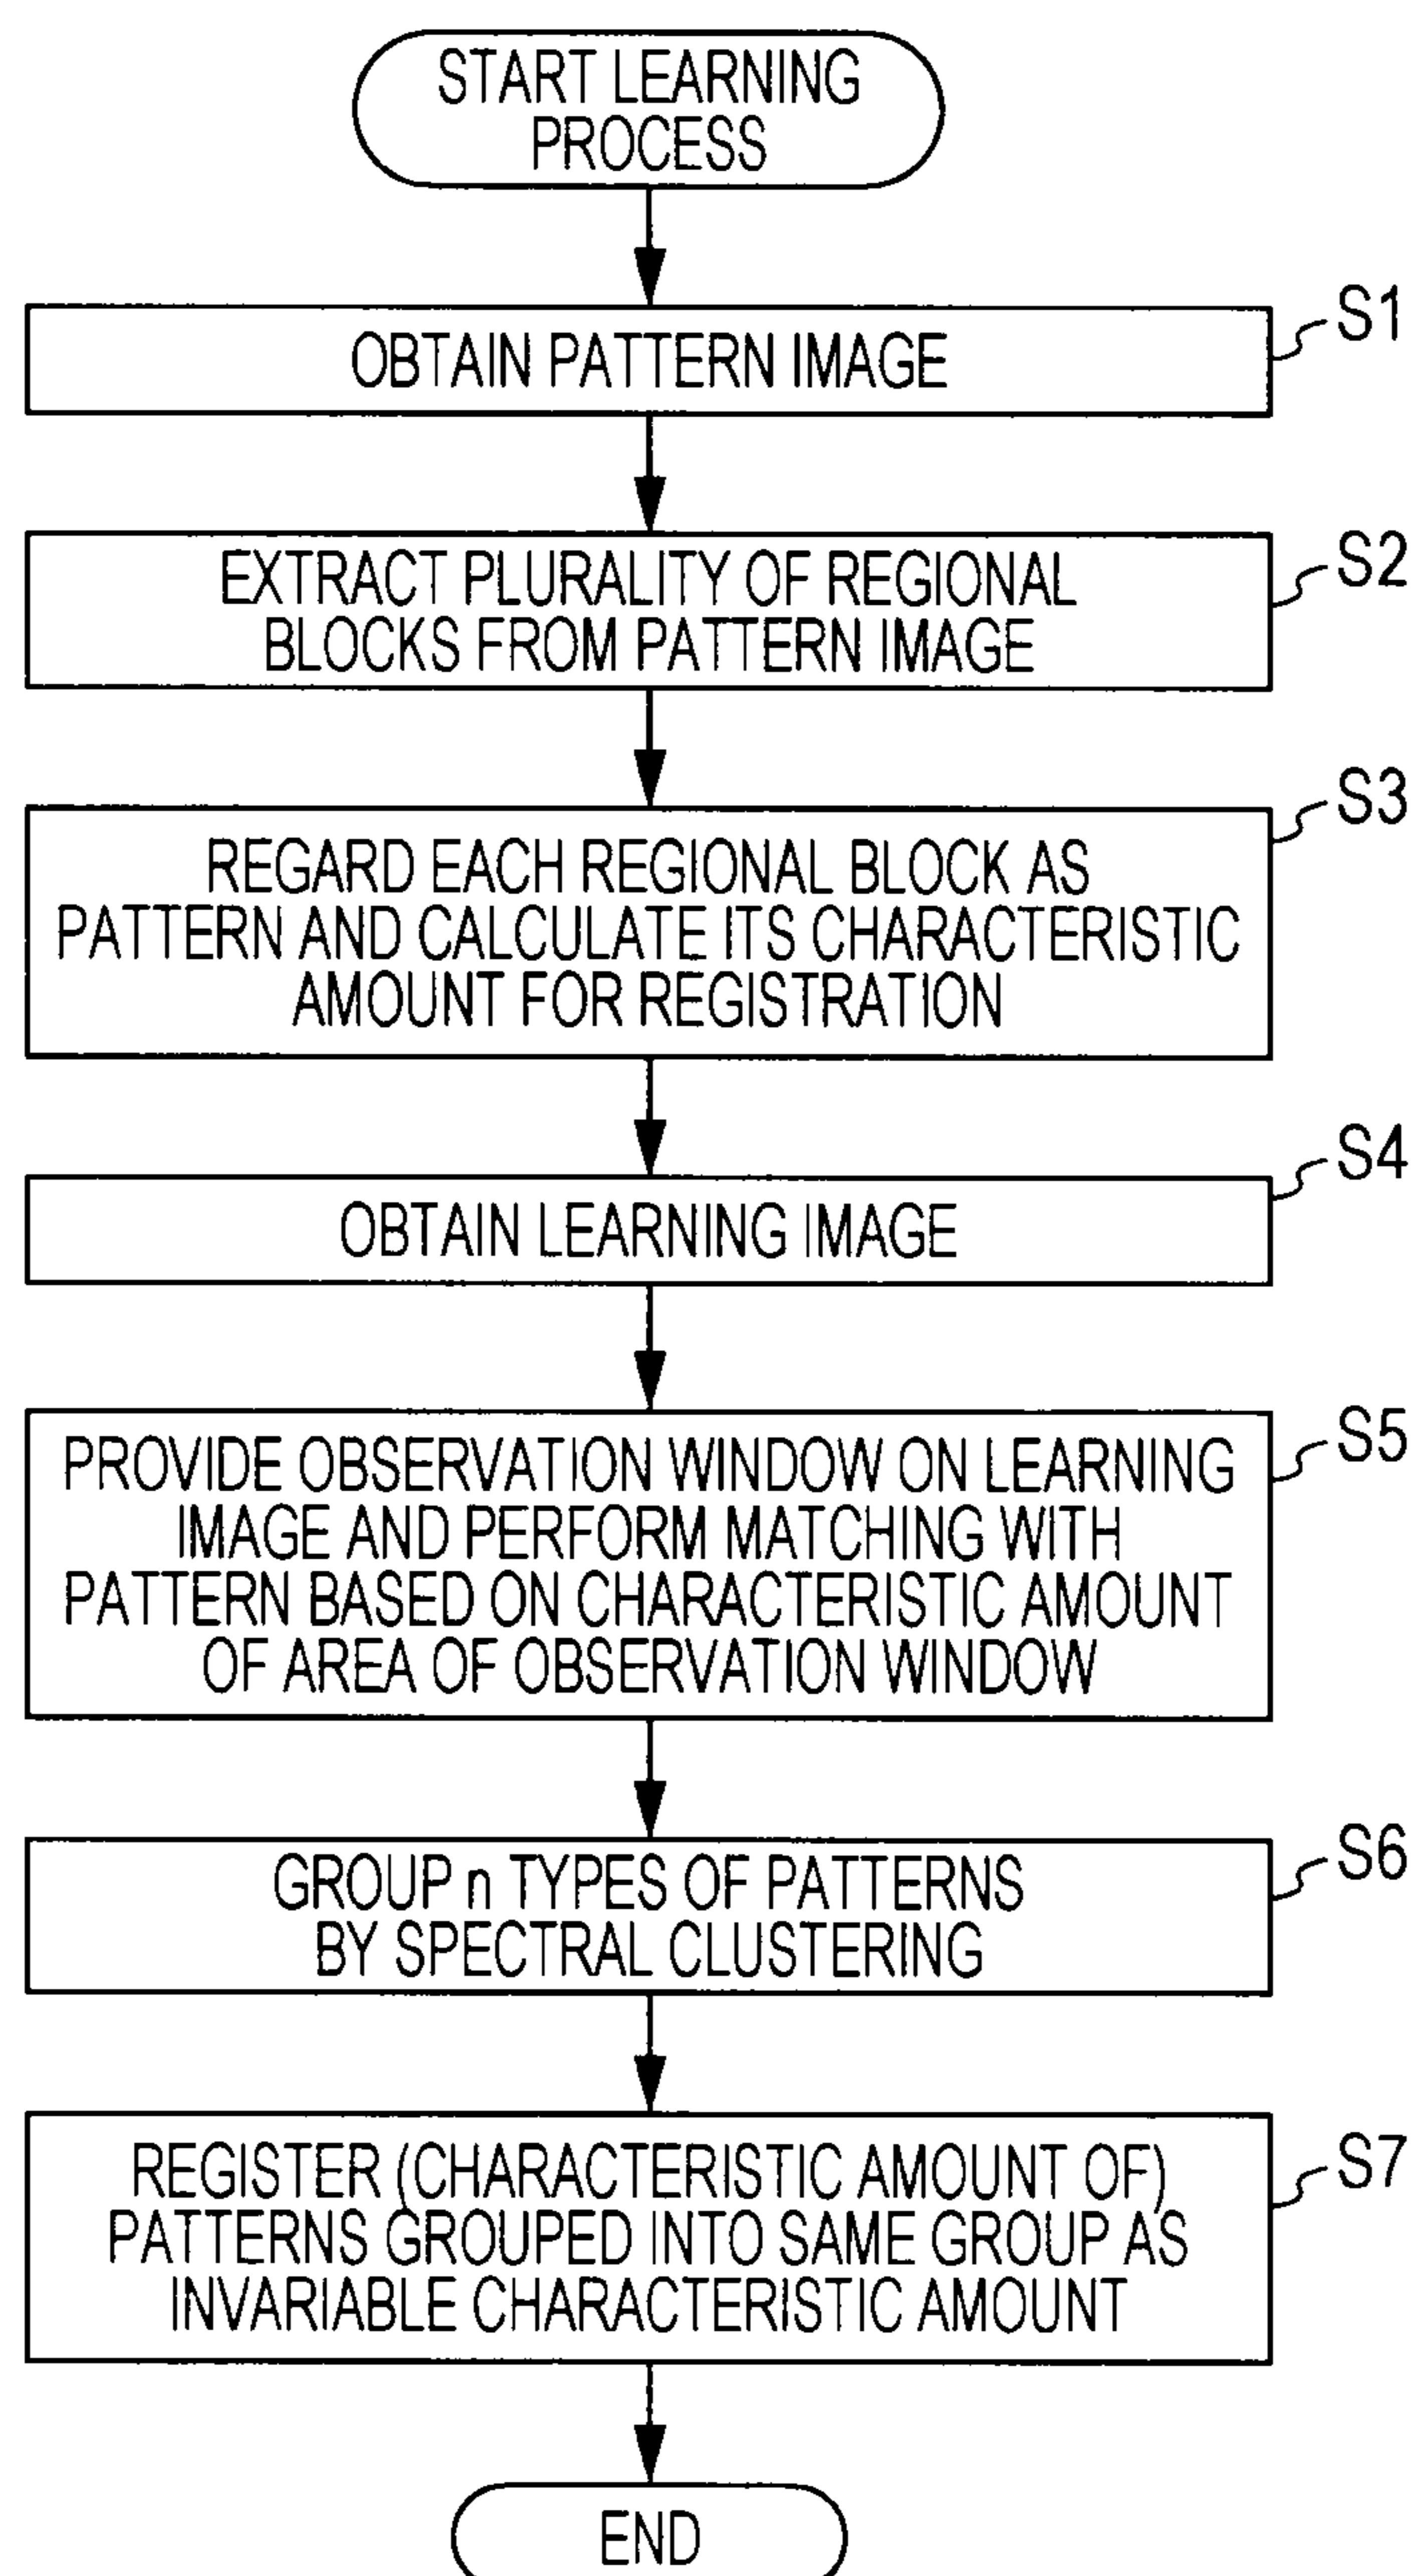 START LEARNING
PROCESS
OBTAIN PATTERN IMAGE
S1
EXTRACT PLURALITY OF REGIONAL
BLOCKS FROM PATTERN IMAGE
S2
REGARD EACH REGIONAL BLOCK AS
PATTERN AND CALCULATE ITS CHARACTERISTIC
AMOUNT FOR REGISTRATION
S3
OBTAIN LEARNING IMAGE
S4
PROVIDE OBSERVATION WINDOW ON LEARNING
IMAGE AND PERFORM MATCHING WITH
PATTERN BASED ON CHARACTERISTIC AMOUNT
OF AREA OF OBSERVATION WINDOW
S5
GROUP n TYPES OF PATTERNS
BY SPECTRAL CLUSTERING
S6
REGISTER (CHARACTERISTIC AMOUNT OF)
PATTERNS GROUPED INTO SAME GROUP AS
INVARIABLE CHARACTERISTIC AMOUNT
S7
END